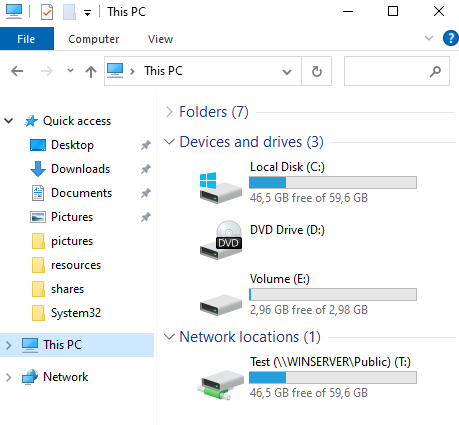 This PC
File
Computer
View
This PC
Quick access
Desktop
Downloads
Documents
Pictures
pictures
resources
shares
System32
This PC
Network
Folders (7)
Devices and drives (3)
Local Disk (C:)
46,5 GB free of 59,6 GB
DVD
DVD Drive (D:)
Volume (E:)
2,96 GB free of 2,98 GB
Network locations (1)
Test (\\WINSERVER\Public) (T:)
46,5 GB free of 59,6 GB